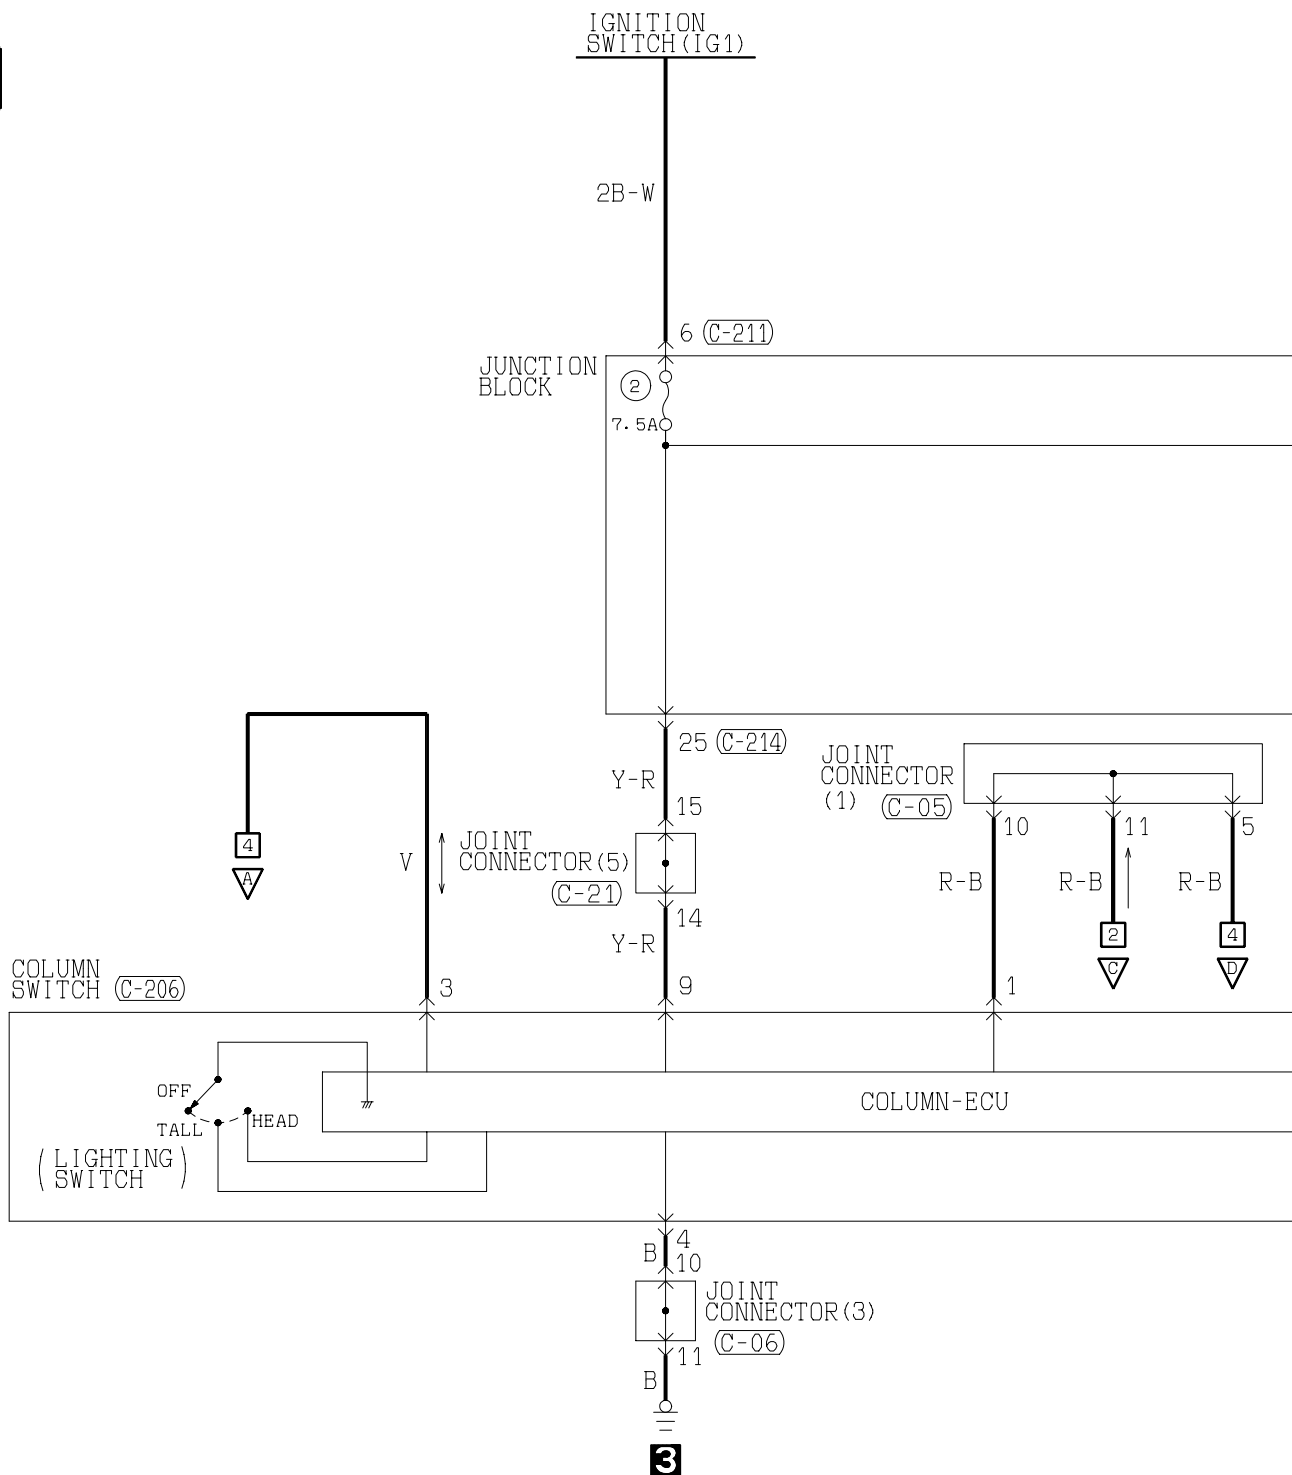 IGNITION
SWITCH(IG1)
2B-W
6 (C-211)
JUNCTION
BLOCK
2
7.5A
25 (C-214)
Y-R
15
JOINT
CONNECTOR(5)
(C-21)
14
Y-R
9
JOINT
CONNECTOR
(1) (C-05)
10 11 5
R-B R-B R-B
2 4
C D
1
4
A
V
3
COLUMN
SWITCH (C-206)
COLUMN-ECU
OFF
TALL HEAD
(LIGHTING
SWITCH)
4
B
10
JOINT
CONNECTOR(3)
(C-06)
11
B
3